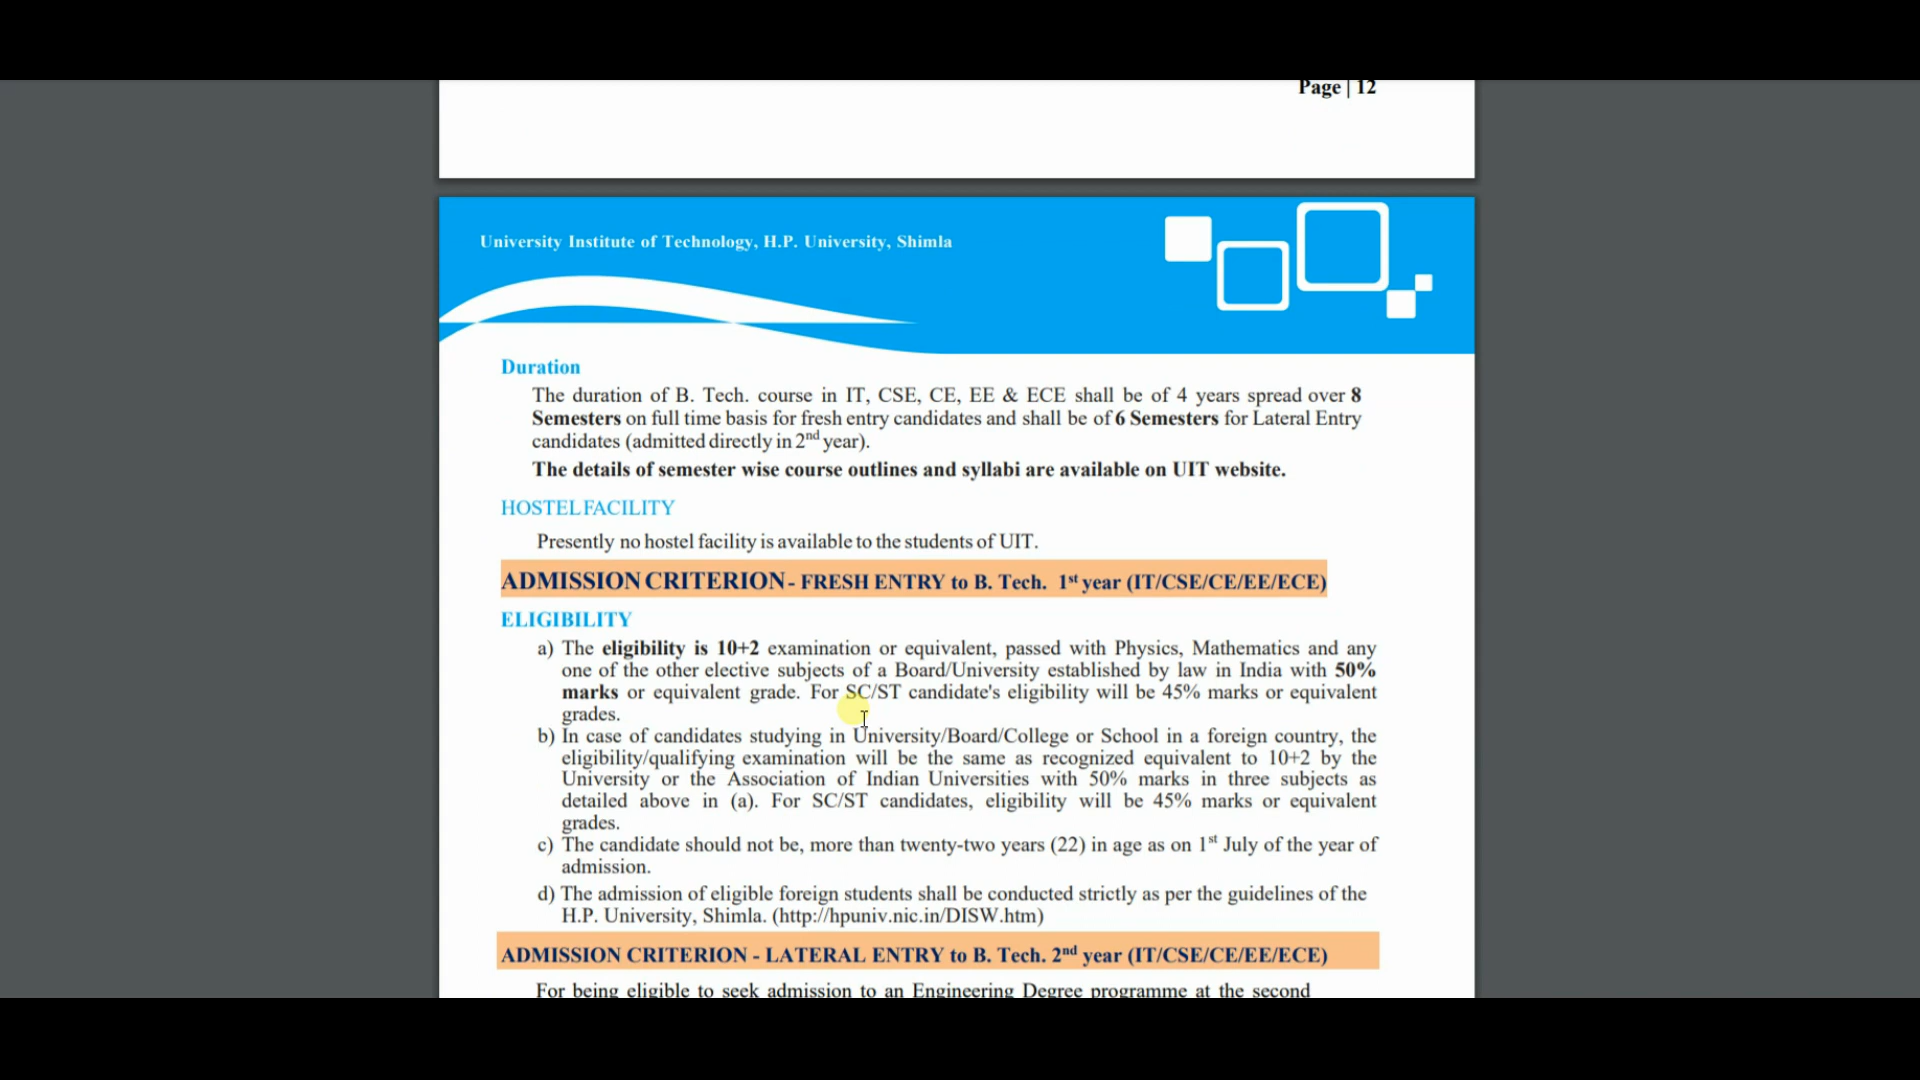 Page | 12
University Institute of Technology, H.P. University, Shimla
Duration
The duration of B. Tech. course in IT, CSE, CE, EE & ECE shall be of 4 years spread over 8
Semesters on full time basis for fresh entry candidates and shall be of 6 Semesters for Lateral Entry
candidates (admitted directly in 2nd year).
The details of semester wise course outlines and syllabi are available on UIT website.
HOSTEL FACILITY
Presently no hostel facility is available to the students of UIT.
ADMISSION CRITERION - FRESH ENTRY to B. Tech. 1st year (IT/CSE/CE/EE/ECE)
ELIGIBILITY
a) The eligibility is 10+2 examination or equivalent, passed with Physics, Mathematics and any
one of the other elective subjects of a Board/University established by law in India with 50%
marks or equivalent grade. For SC/ST candidate's eligibility will be 45% marks or equivalent
grades.
b) In case of candidates studying in University/Board/College or School in a foreign country, the
eligibility/qualifying examination will be the same as recognized equivalent to 10+2 by the
University or the Association of Indian Universities with 50% marks in three subjects as
detailed above in (a). For SC/ST candidates, eligibility will be 45% marks or equivalent
grades.
c) The candidate should not be, more than twenty-two years (22) in age as on 1st July of the year of
admission.
d) The admission of eligible foreign students shall be conducted strictly as per the guidelines of the
H.P. University, Shimla. (http://hpuniv.nic.in/DISW.htm)
ADMISSION CRITERION - LATERAL ENTRY to B. Tech. 2nd year (IT/CSE/CE/EE/ECE)
For being eligible to seek admission to an Engineering Degree programme at the second